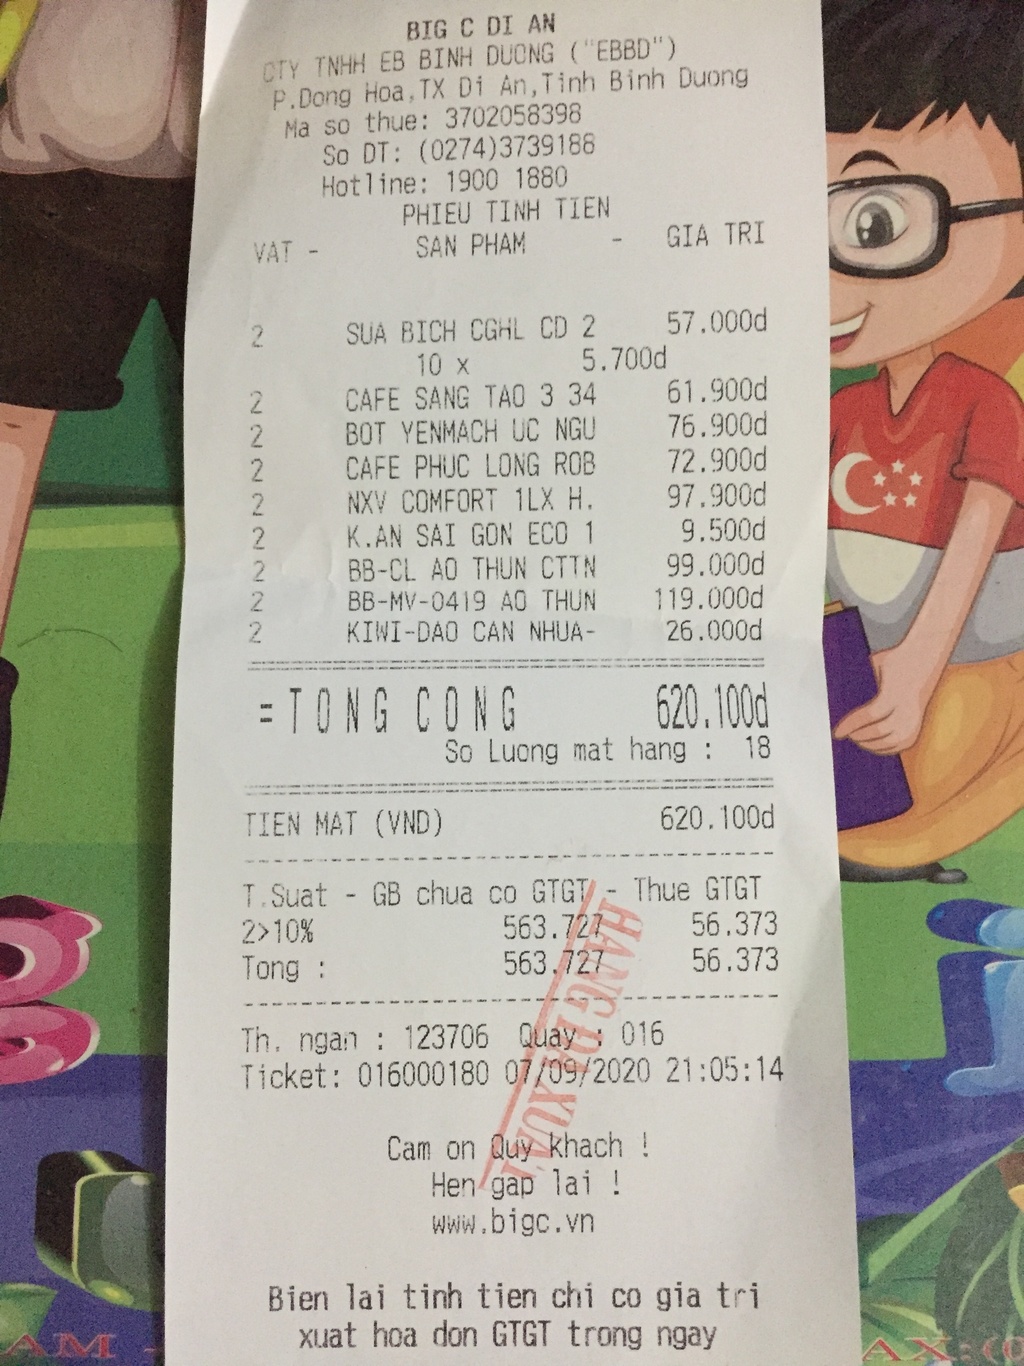 BIG C DI AN
CTY TNHH EB BINH DUONG ("EBBD")
P.Dong Hoa,TX Di An,Tinh Binh Duong
Ma so thue: 3702058398
So DT: (0274)3739188
Hotline: 1900 1880
PHIEU TINH TIEN
VAT - SAN PHAM - GIA TRI
2 SUA BICH CGHL CD 2 57.000d
10 x 5.700d
2 CAFE SANG TAO 3 34 61.900d
2 BOT YENMACH UC NGU 76.900d
2 CAFE PHUC LONG ROB 72.900d
2 NXV COMFORT 1LX H. 97.900d
2 K.AN SAI GON ECO 1 9.500d
2 BB-CL AO THUN CTTN 99.000d
2 BB-MV-0419 AO THUN 119.000d
2 KIWI-DAO CAN NHUA- 26.000d
=TONG CONG 620.100d
So Luong mat hang : 18
TIEN MAT (VND) 620.100d
T.Suat - GB chua co GTGT - Thue GTGT
2>10% 563.727 56.373
Tong : 563.727 56.373
Th. ngan : 123706 Quay : 016
Ticket: 016000180 07/09/2020 21:05:14
HANG DA XUAT
Cam on Quy khach !
Hen gap lai !
www.bigc.vn
Bien lai tinh tien chi co gia tri
xuat hoa don GTGT trong ngay
AM - AX:(0